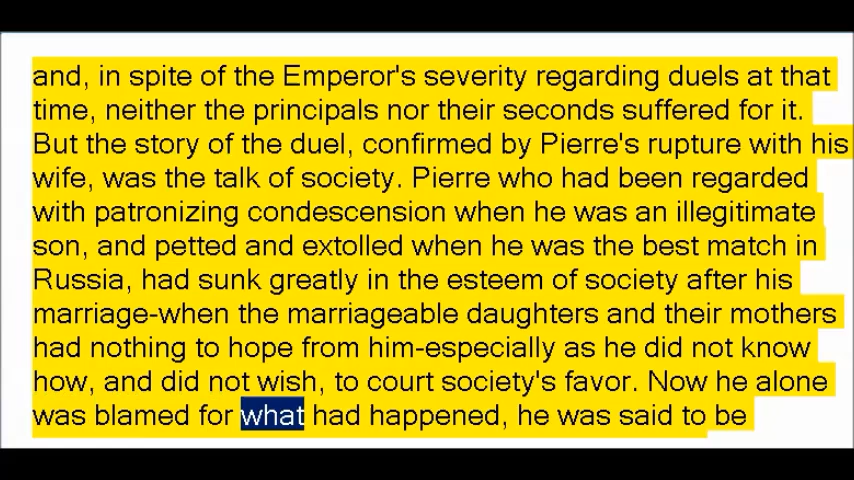 and, in spite of the Emperor's severity regarding duels at that
time, neither the principals nor their seconds suffered for it.
But the story of the duel, confirmed by Pierre's rupture with his
wife, was the talk of society. Pierre who had been regarded
with patronizing condescension when he was an illegitimate
son, and petted and extolled when he was the best match in
Russia, had sunk greatly in the esteem of society after his
marriage-when the marriageable daughters and their mothers
had nothing to hope from him-especially as he did not know
how, and did not wish, to court society's favor. Now he alone
was blamed for what had happened, he was said to be